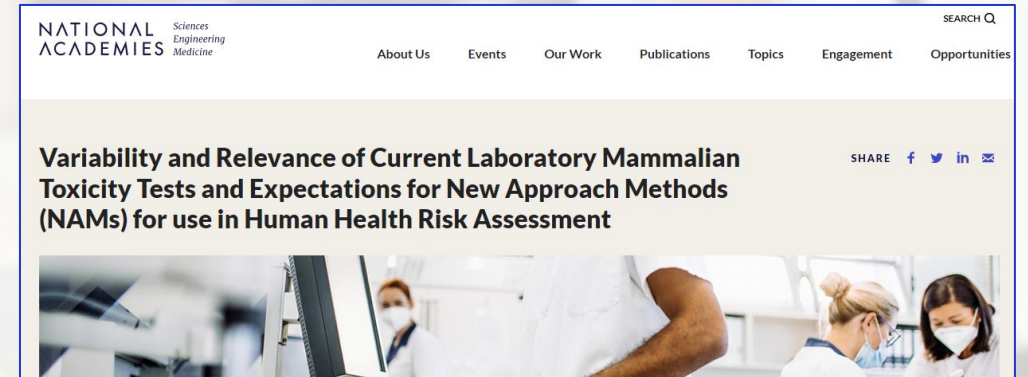 SEARCH
NATIONAL ACADEMIES
Sciences
Engineering
Medicine
About Us Events Our Work Publications Topics Engagement Opportunities
Variability and Relevance of Current Laboratory Mammalian
Toxicity Tests and Expectations for New Approach Methods
(NAMs) for use in Human Health Risk Assessment
SHARE